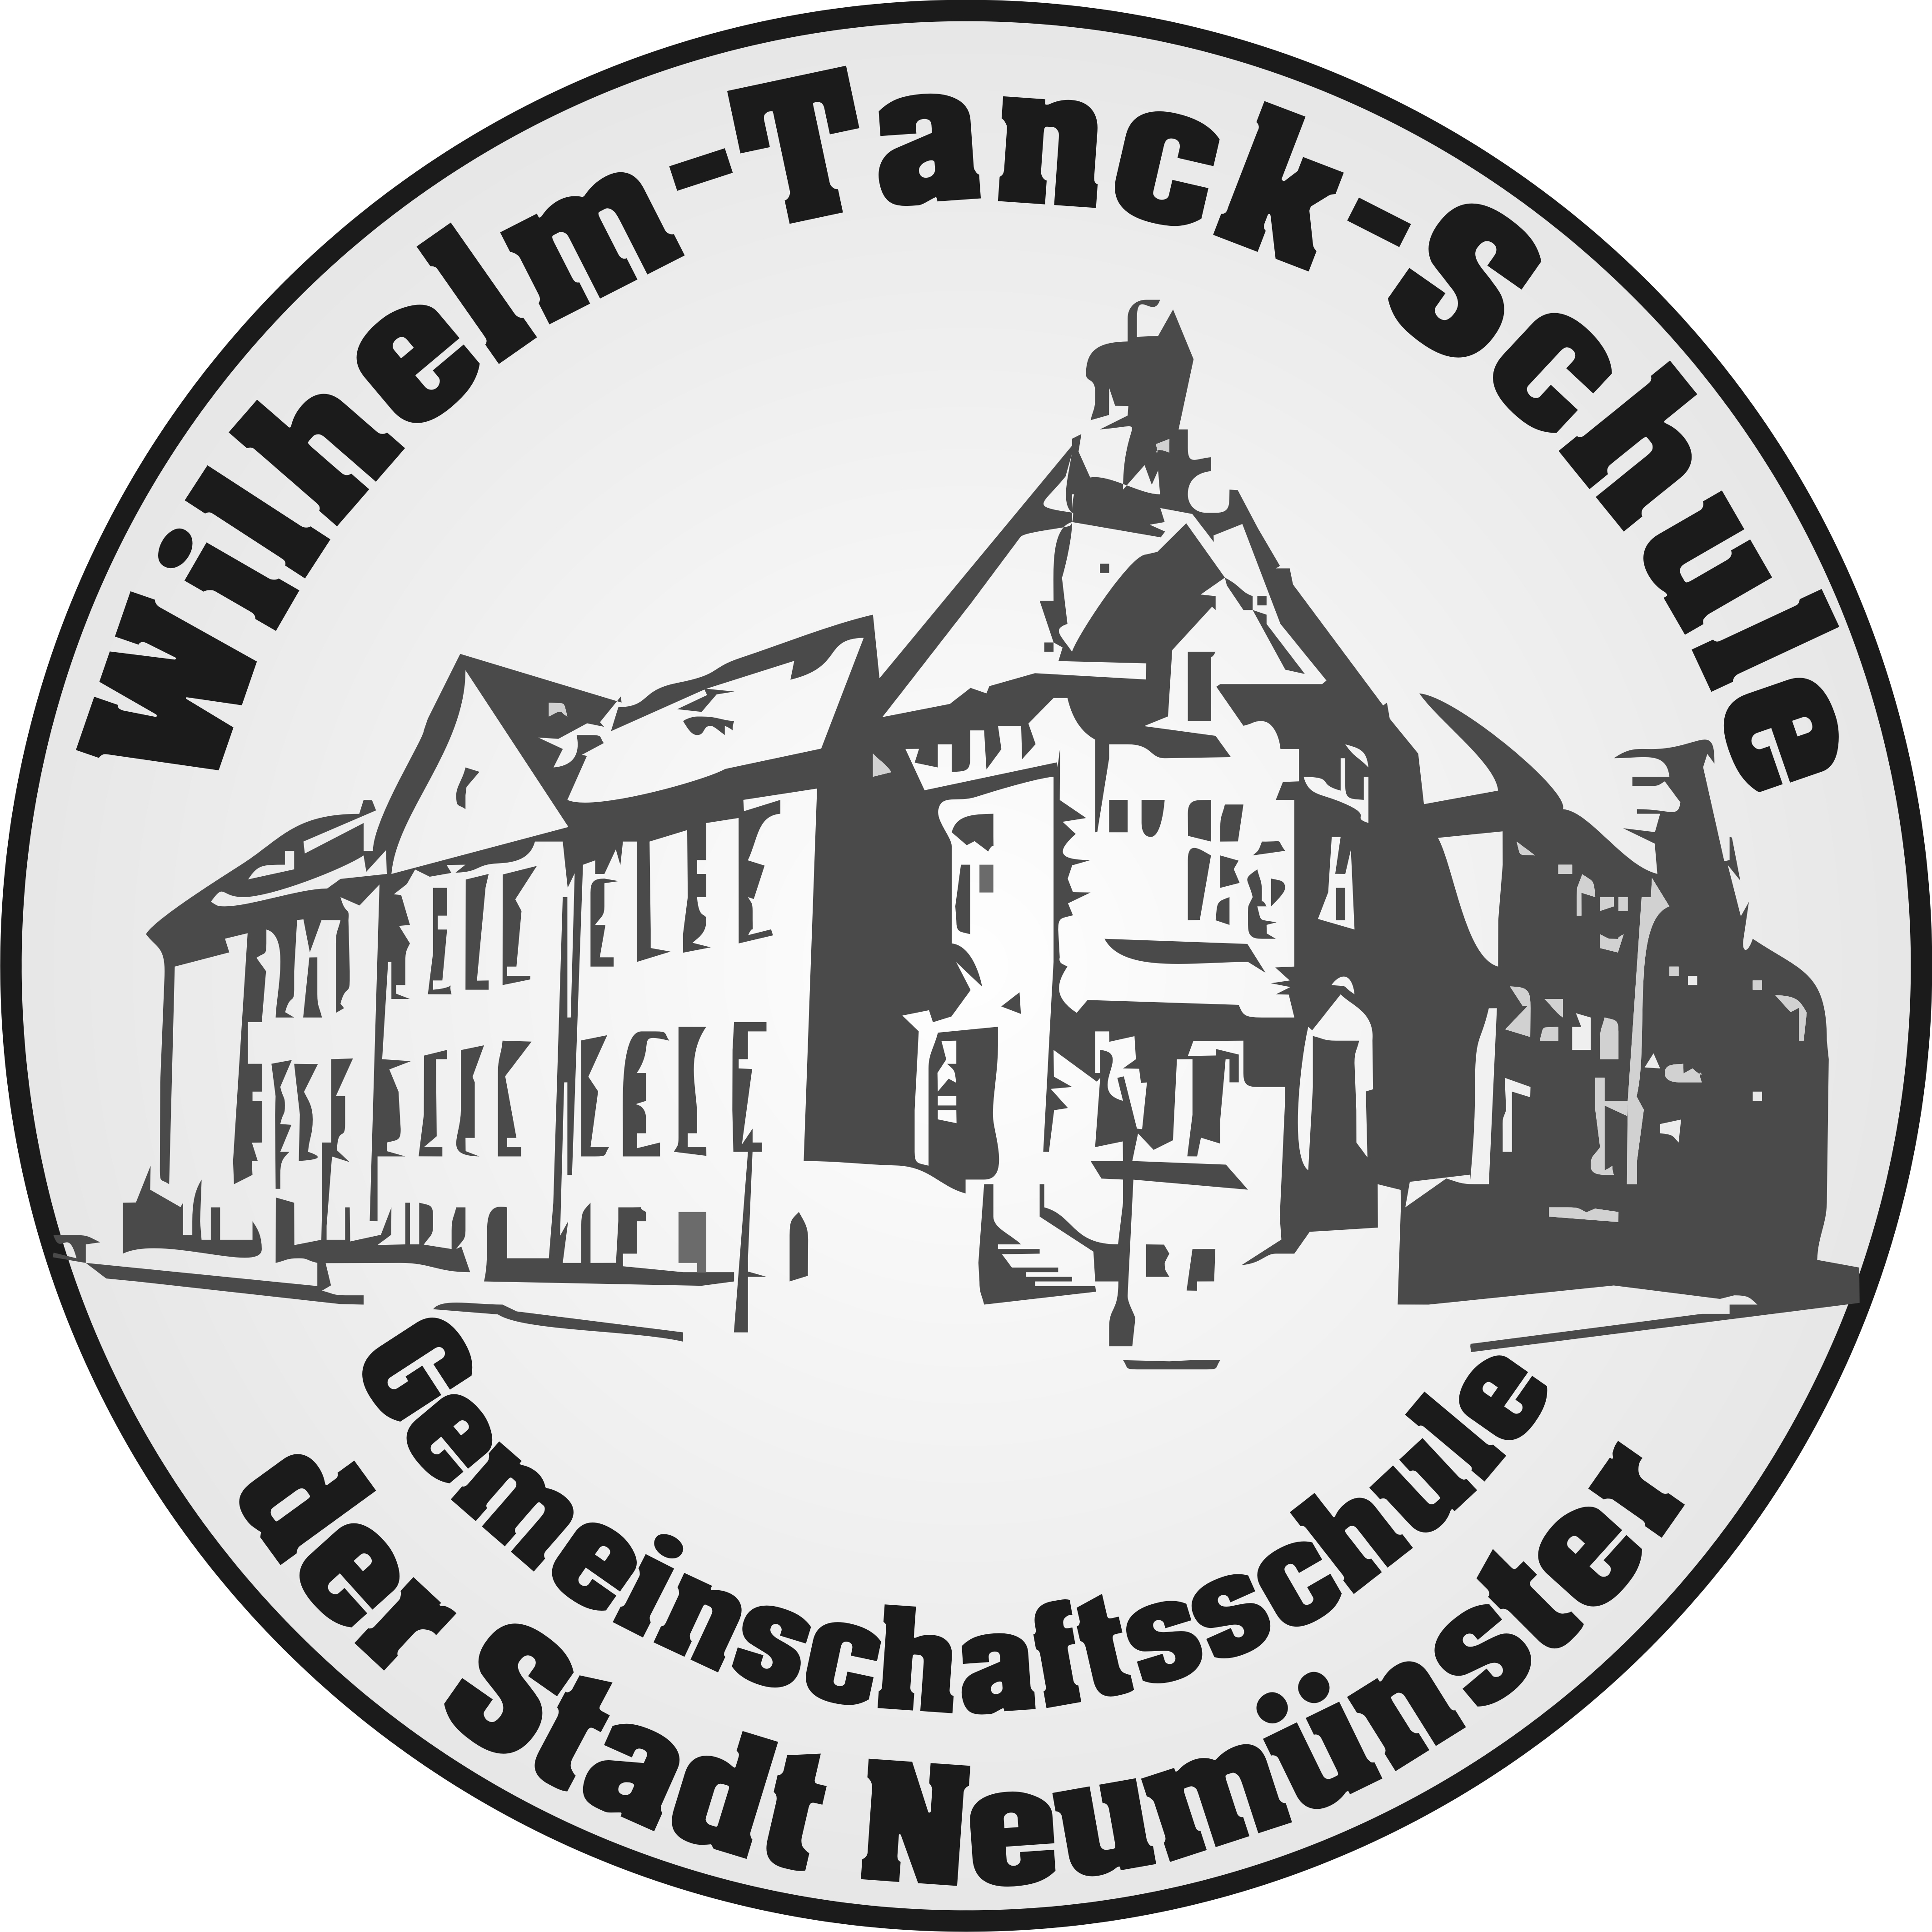 Wilhelm-Tanck-Schule
Gemeinschaftsschule
der Stadt Neumünster